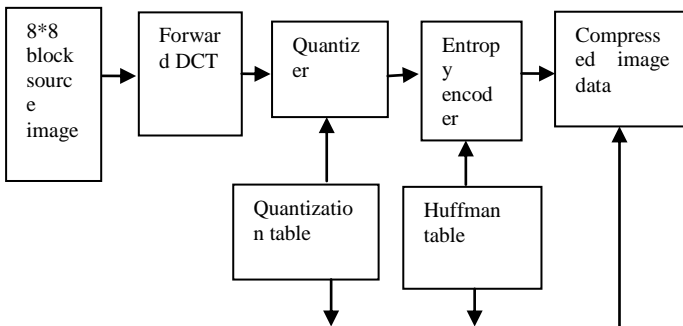 8*8
block
sourc
e
image
Forwar
d DCT
Quantiz
er
Entrop
y
encod
er
Compress
ed image
data
Quantizatio
n table
Huffman
table